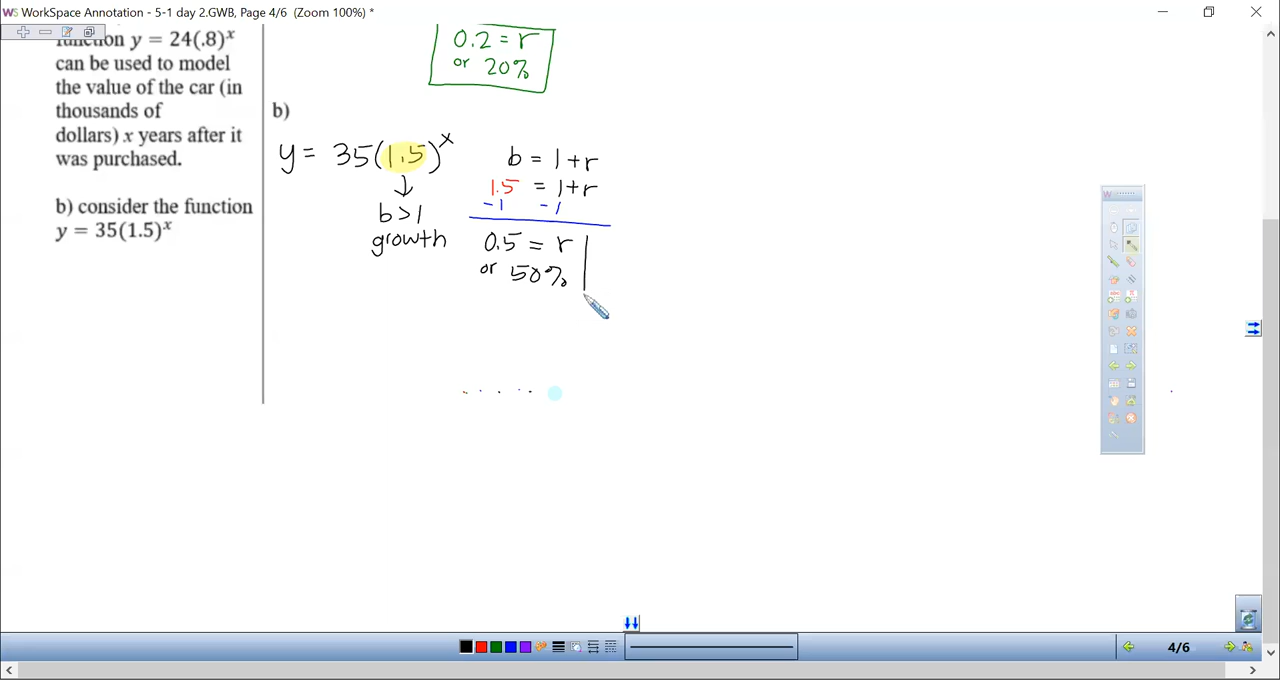 WS WorkSpace Annotation - 5-1 day 2.GWB, Page 4/6 (Zoom 100%) *
function y = 24(.8)^x
can be used to model
the value of the car (in
thousands of
dollars) x years after it
was purchased.
b) consider the function
y = 35(1.5)^x
0.2 = r
or 20%
b)
y = 35(1.5)^x
b>1
growth
b = 1+r
1.5 = 1+r
-1 -1
0.5 = r
or 50%
4/6